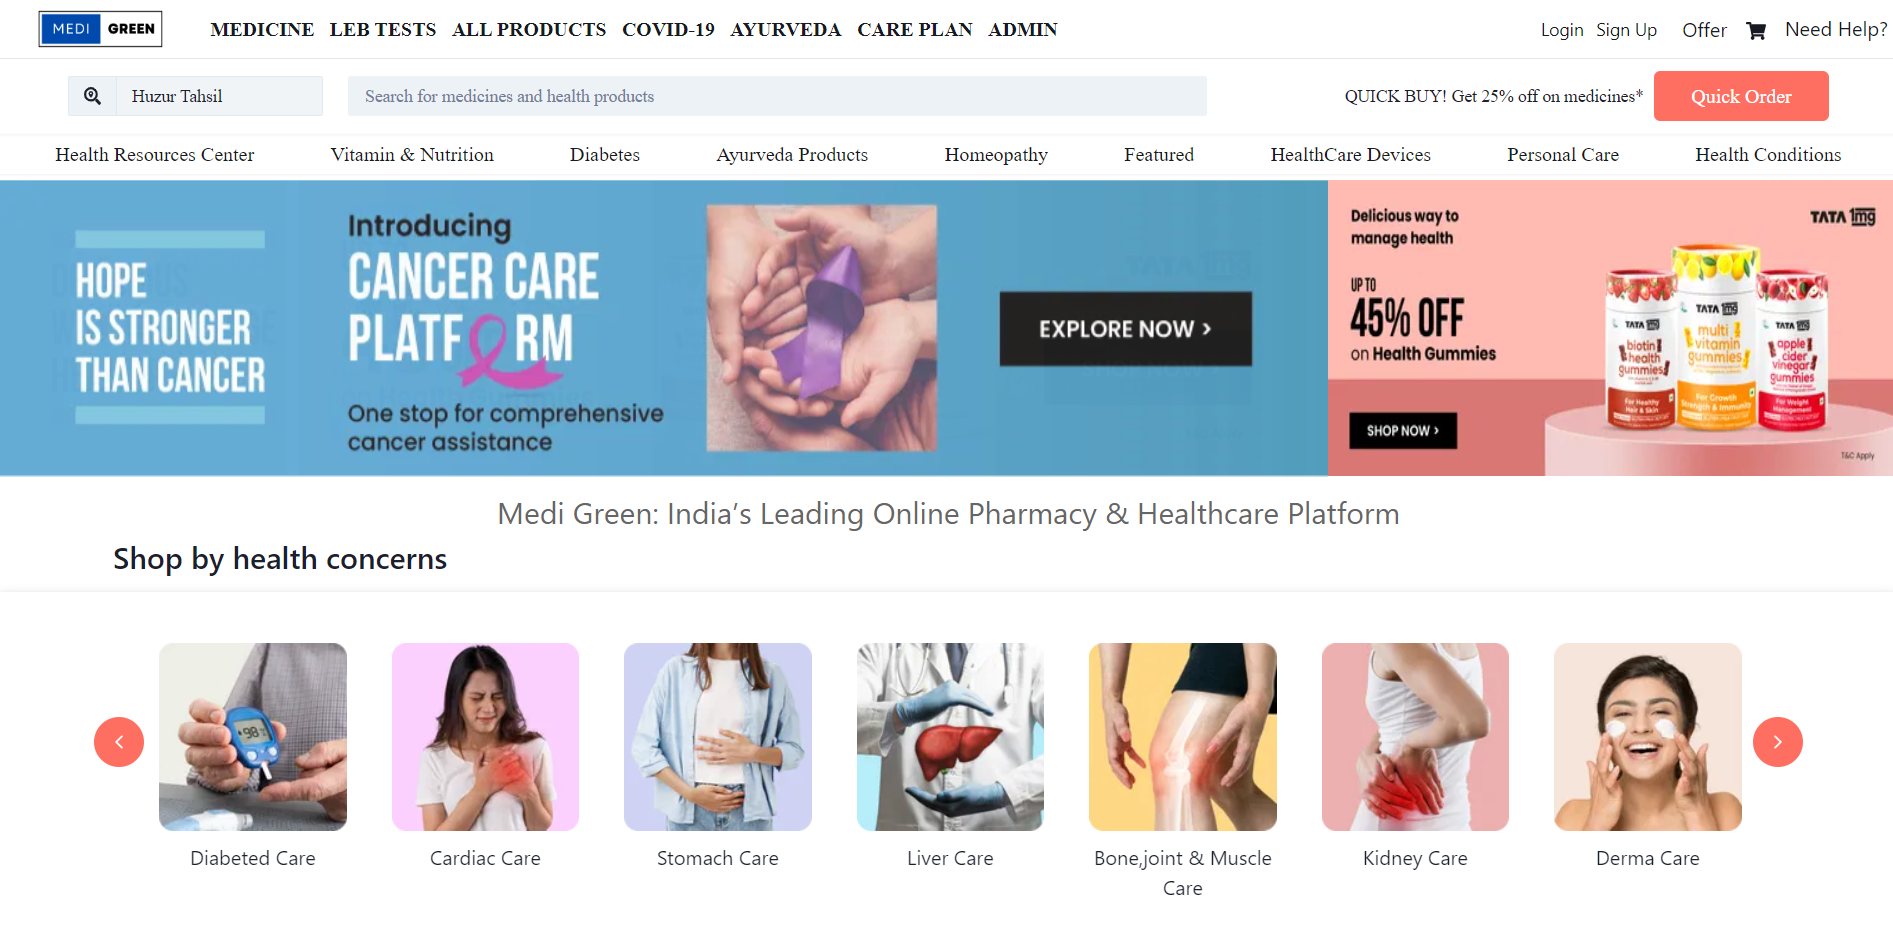 MEDI GREEN
MEDICINE LEB TESTS ALL PRODUCTS COVID-19 AYURVEDA CARE PLAN ADMIN
Login Sign Up Offer Need Help?
Huzur Tahsil
Search for medicines and health products
QUICK BUY! Get 25% off on medicines*
Quick Order
Health Resources Center Vitamin & Nutrition Diabetes Ayurveda Products Homeopathy Featured HealthCare Devices Personal Care Health Conditions
HOPE
IS STRONGER
THAN CANCER
Introducing
CANCER CARE
PLATFORM
One stop for comprehensive
cancer assistance
EXPLORE NOW ›
Delicious way to
manage health
UP TO
45% OFF
on Health Gummies
SHOP NOW ›
TATA 1mg
TATA 1mg
biotin
health
gummies
For Healthy
Hair & Skin
TATA 1mg
multi
vitamin
gummies
For Growth
Strength & Immunity
TATA 1mg
apple
cider
vinegar
gummies
For Weight
Management
T&C Apply
Medi Green: India’s Leading Online Pharmacy & Healthcare Platform
Shop by health concerns
98
Diabeted Care
Cardiac Care
Stomach Care
Liver Care
Bone,joint & Muscle
Care
Kidney Care
Derma Care